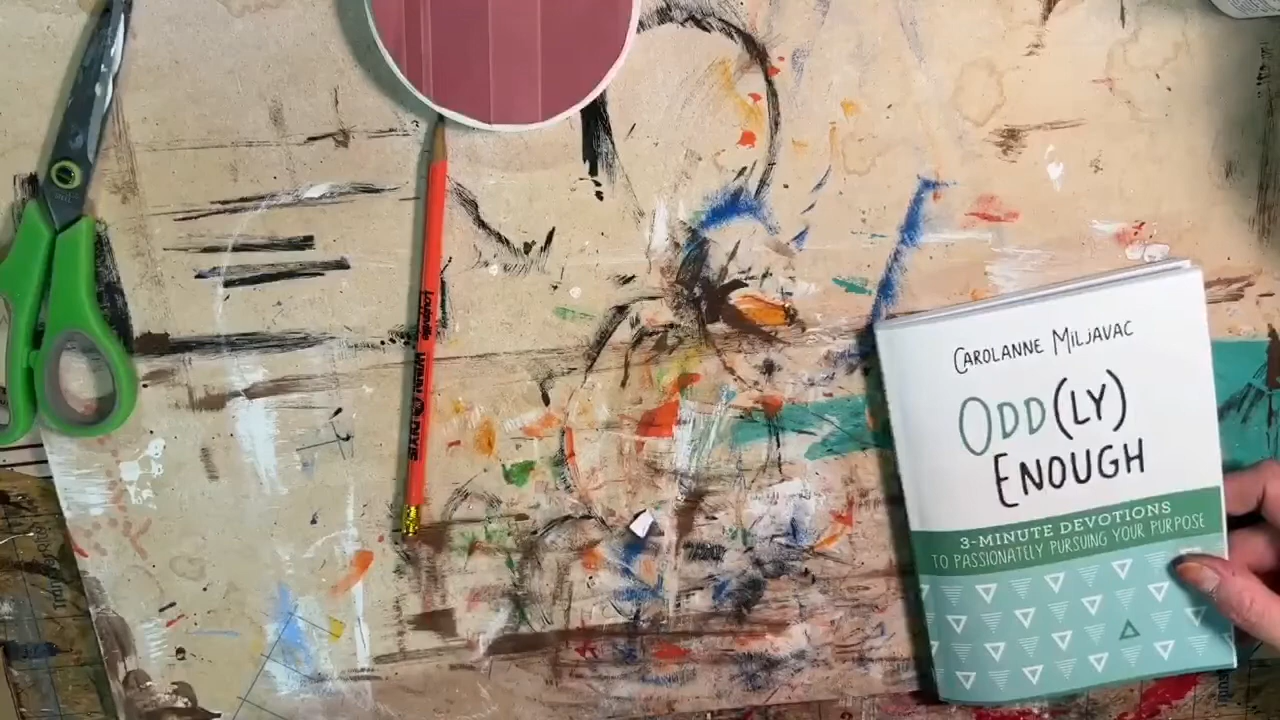 CAROLANNE MILJAVAC
ODD(LY)
ENOUGH
3-MINUTE DEVOTIONS
TO PASSIONATELY PURSUING YOUR PURPOSE